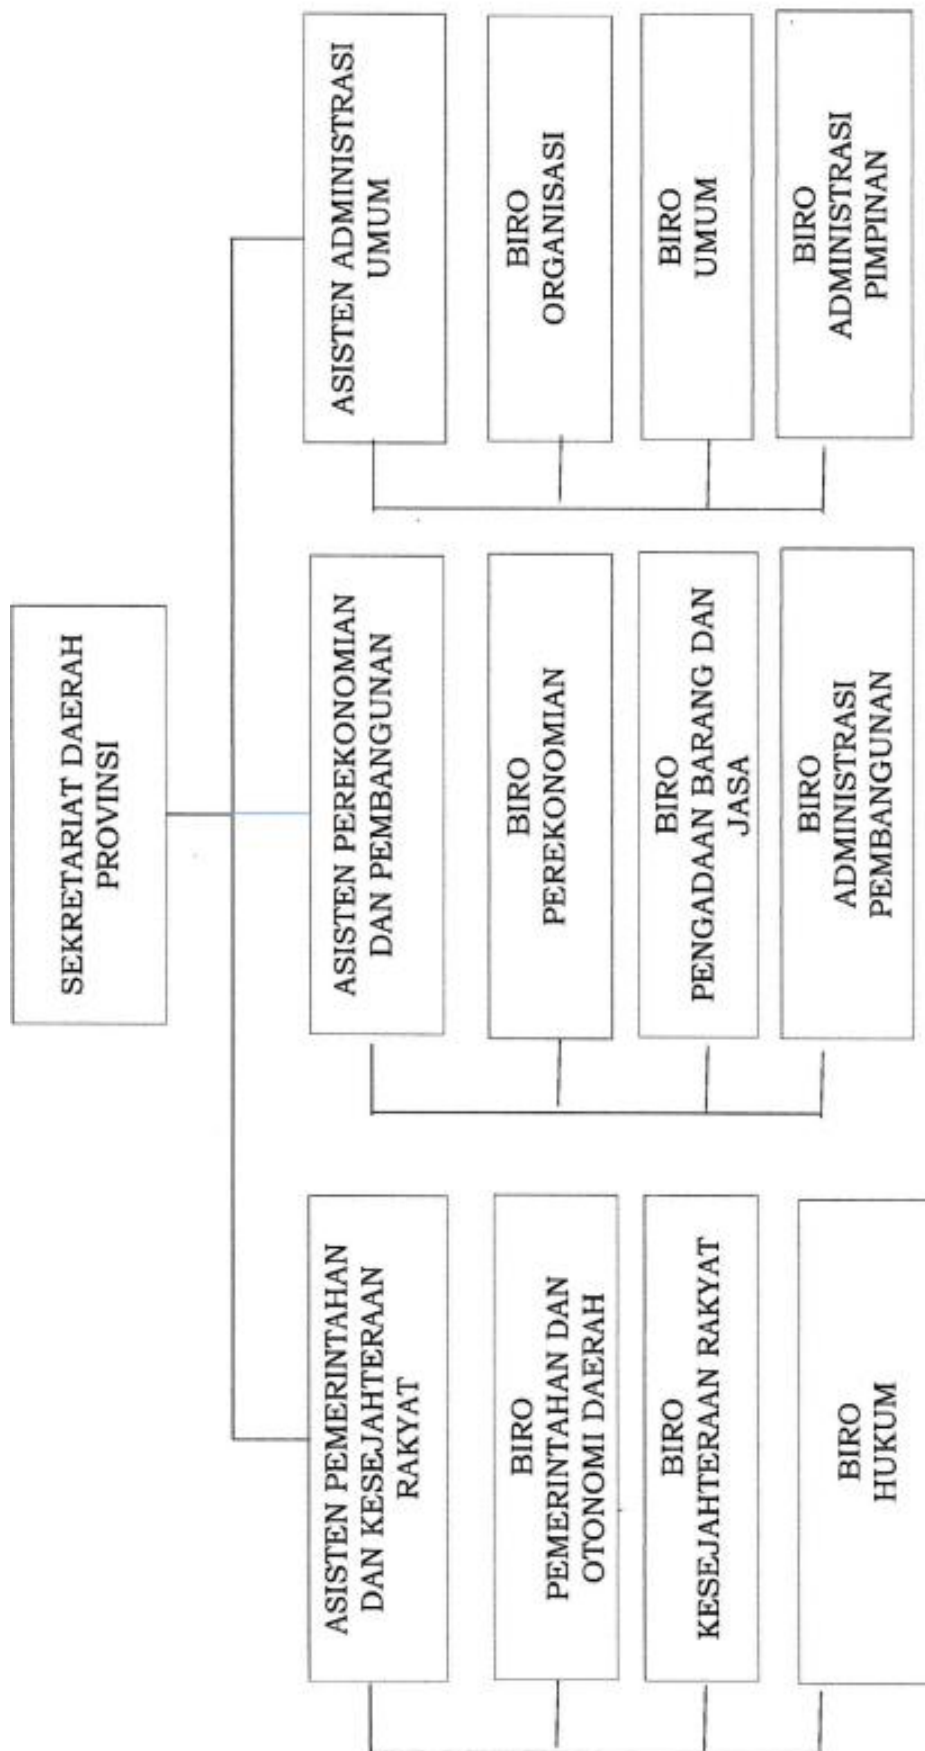 SEKRETARIAT DAERAH
PROVINSI
ASISTEN PEMERINTAHAN
DAN KESEJAHTERAAN
RAKYAT
BIRO
PEMERINTAHAN DAN
OTONOMI DAERAH
BIRO
KESEJAHTERAAN RAKYAT
BIRO
HUKUM
ASISTEN PEREKONOMIAN
DAN PEMBANGUNAN
BIRO
PEREKONOMIAN
BIRO
PENGADAAN BARANG DAN
JASA
BIRO
ADMINISTRASI
PEMBANGUNAN
ASISTEN ADMINISTRASI
UMUM
BIRO
ORGANISASI
BIRO
UMUM
BIRO
ADMINISTRASI
PIMPINAN